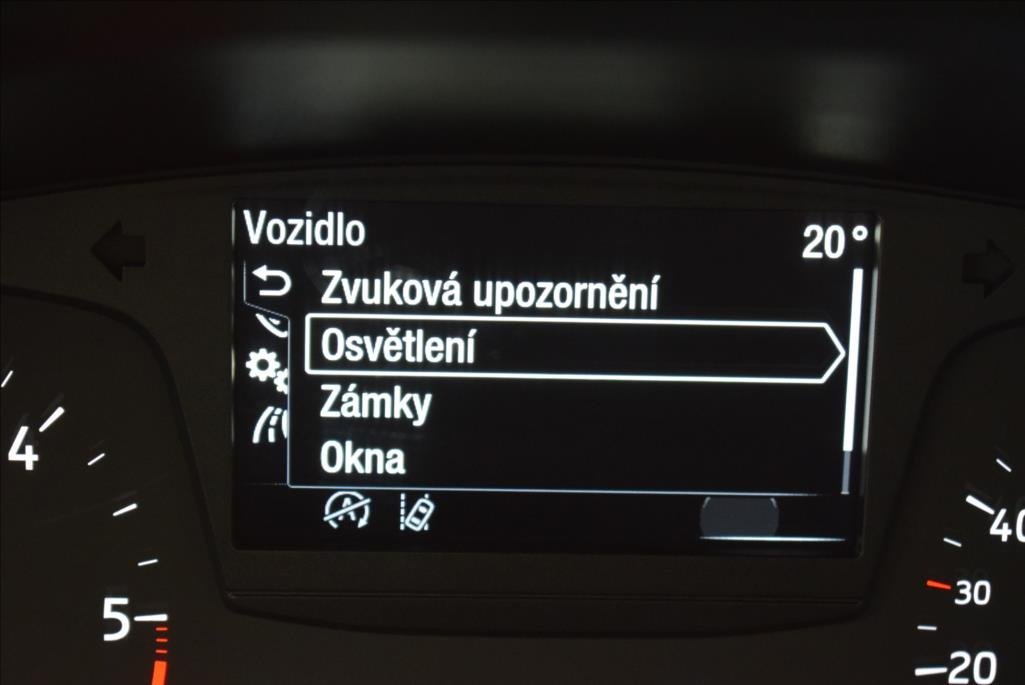 Vozidlo
20°
Zvuková upozornění
Osvětlení
Zámky
Okna
4
5
40
30
20